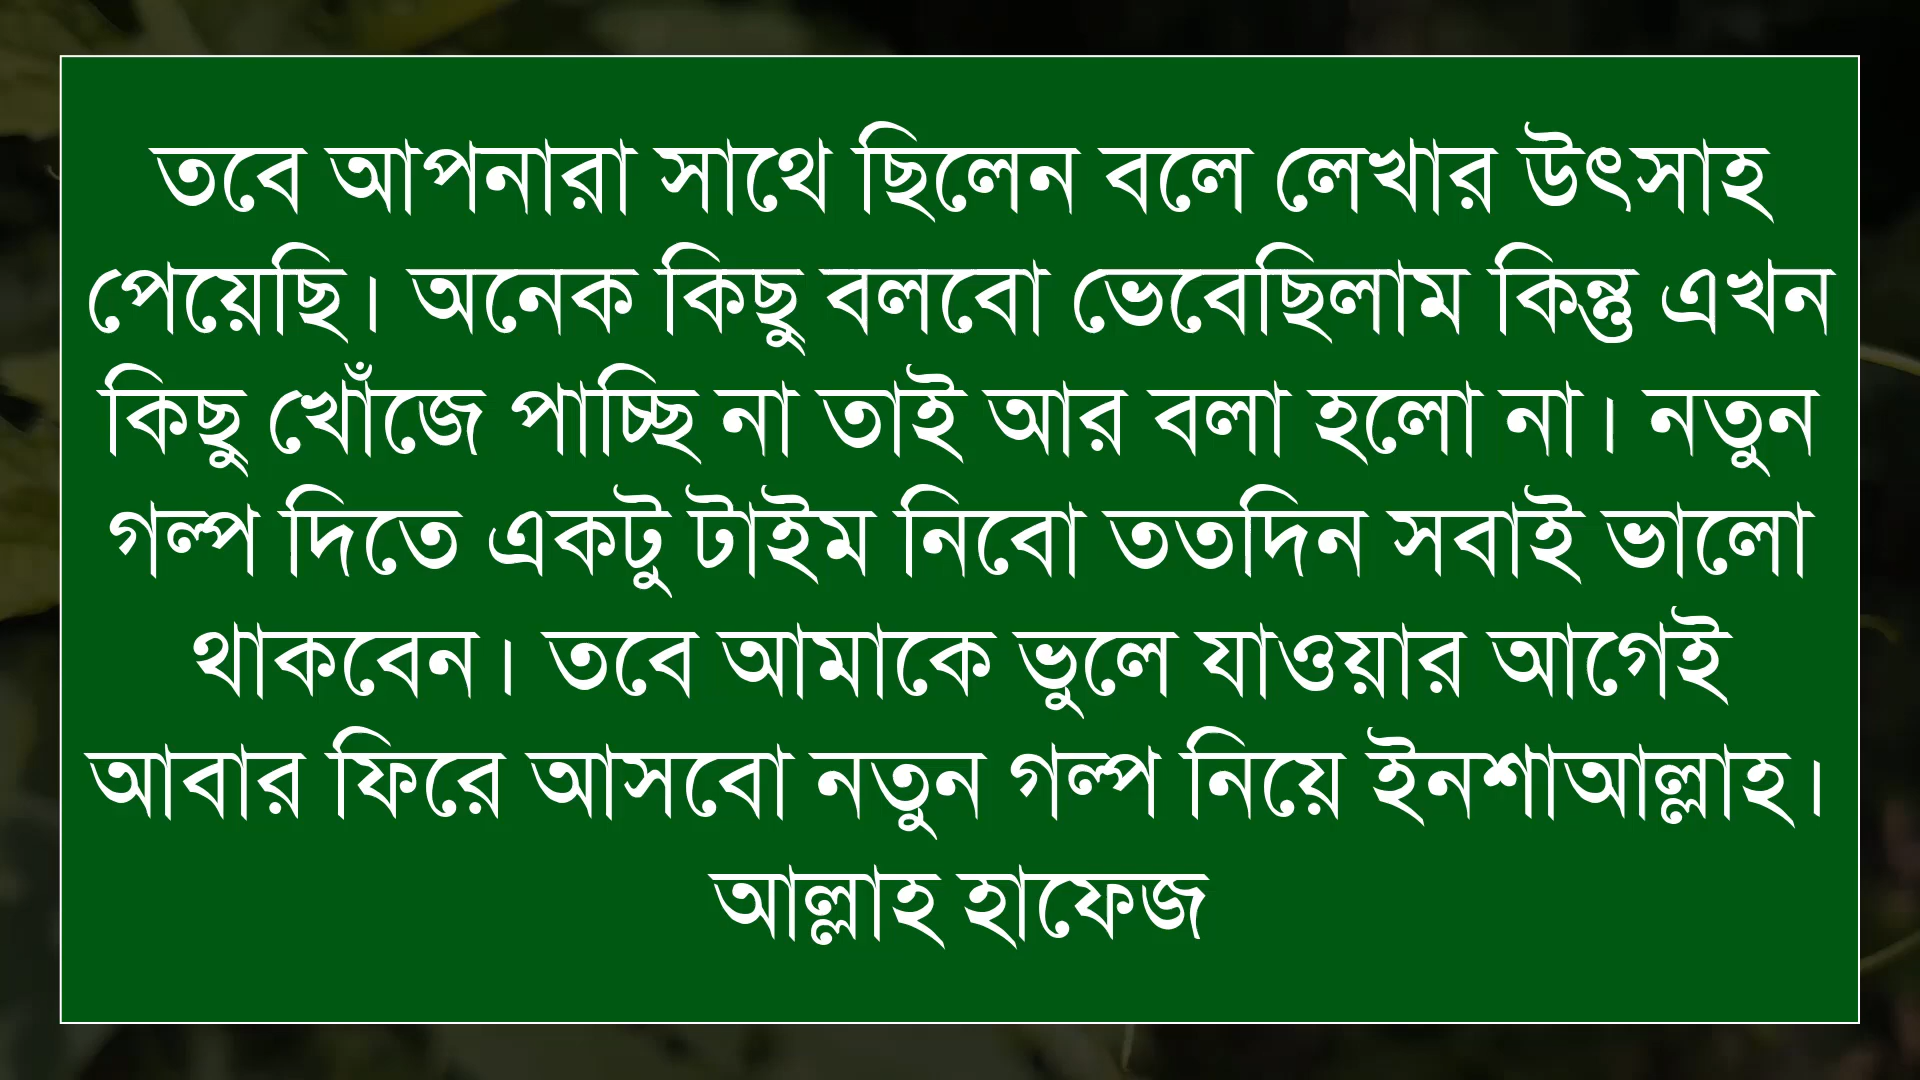 তবে আপনারা সাথে ছিলেন বলে লেখার উৎসাহ
পেয়েছি। অনেক কিছু বলবো ভেবেছিলাম কিন্তু এখন
কিছু খোঁজে পাচ্ছি না তাই আর বলা হলো না। নতুন
গল্প দিতে একটু টাইম নিবো ততদিন সবাই ভালো
থাকবেন। তবে আমাকে ভুলে যাওয়ার আগেই
আবার ফিরে আসবো নতুন গল্প নিয়ে ইনশাআল্লাহ।
আল্লাহ হাফেজ